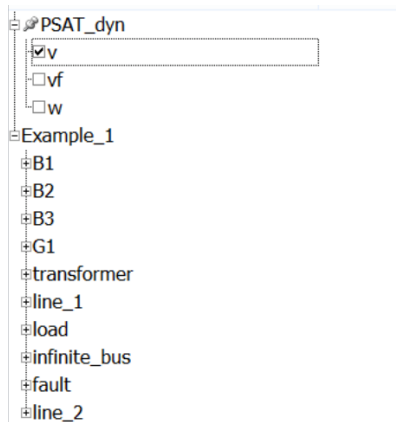 PSAT_dyn
v
vf
w
Example_1
B1
B2
B3
G1
transformer
line_1
load
infinite_bus
fault
line_2